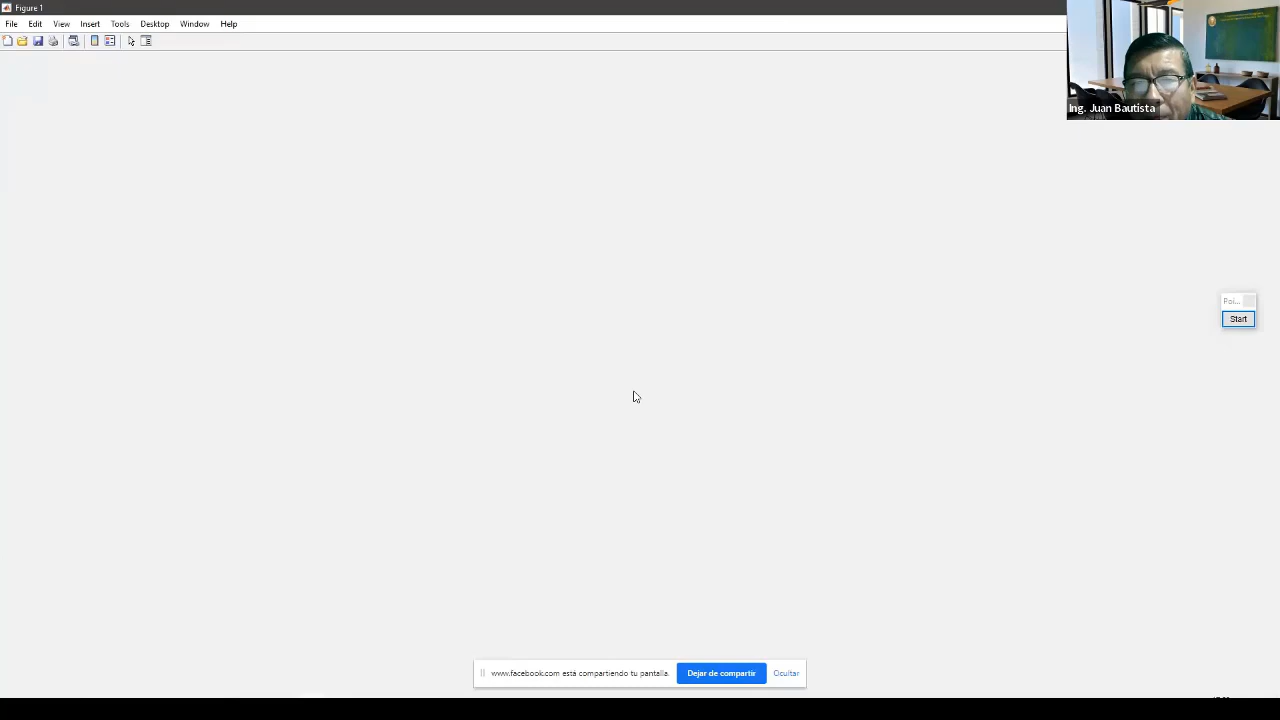 Figure 1
File Edit View Insert Tools Desktop Window Help
Ing. Juan Bautista
Poi...
Start
www.facebook.com está compartiendo tu pantalla.
Dejar de compartir
Ocultar